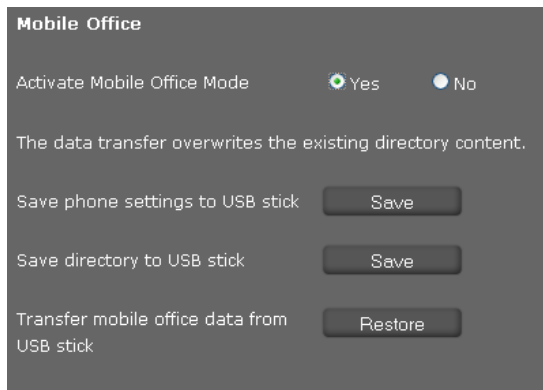 Mobile Office
Activate Mobile Office Mode Yes No
The data transfer overwrites the existing directory content.
Save phone settings to USB stick Save
Save directory to USB stick Save
Transfer mobile office data from Restore
USB stick